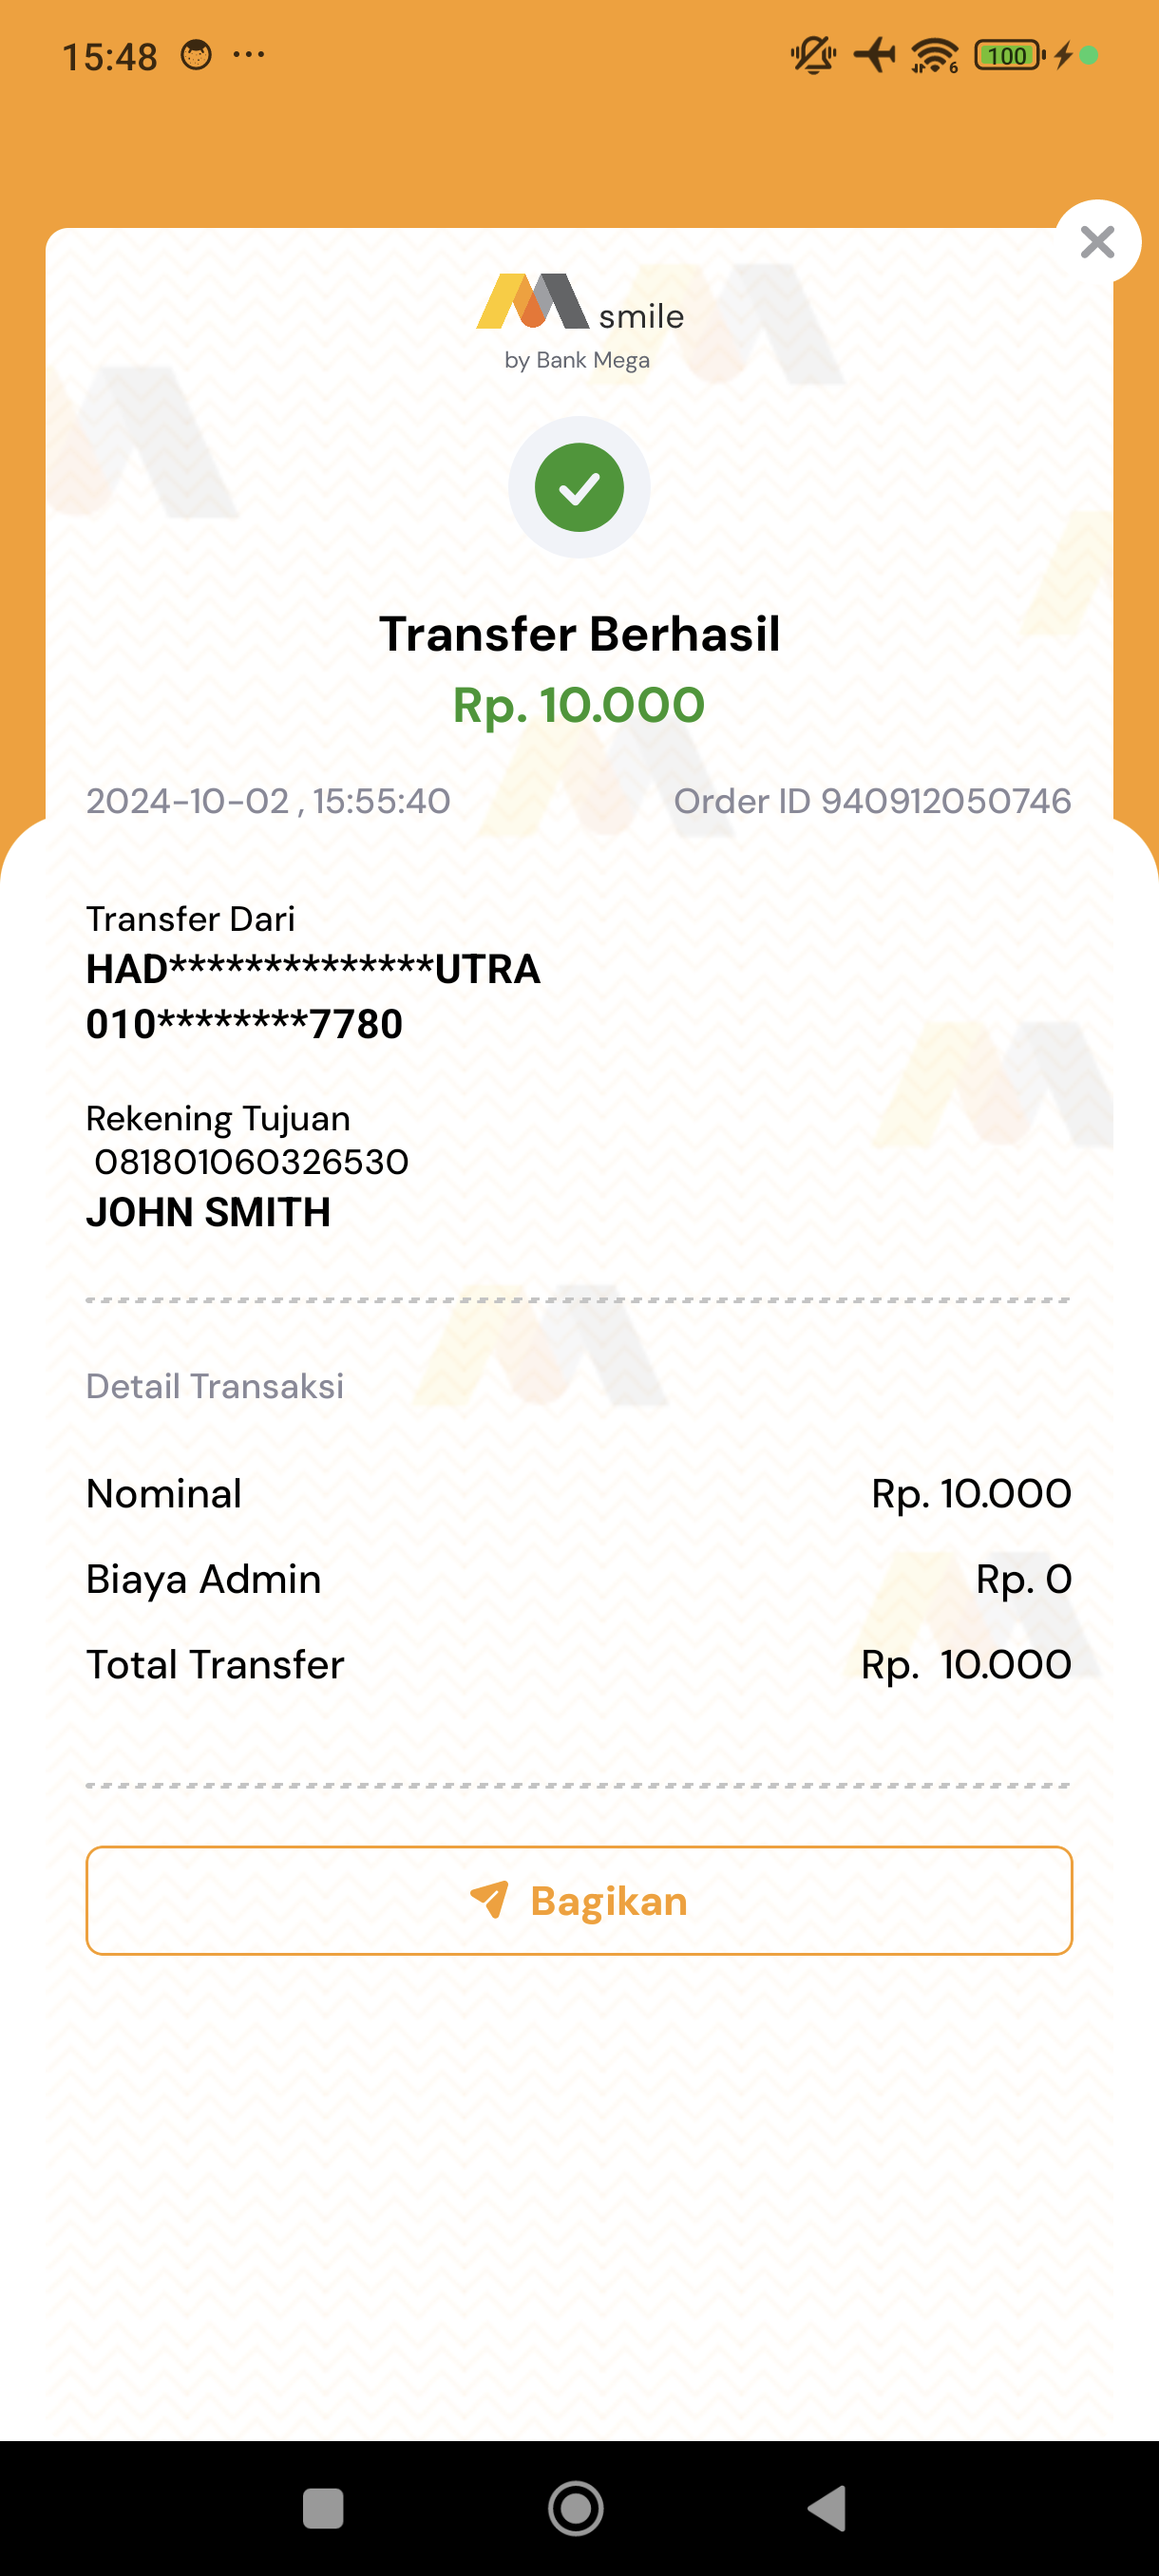 15:48 ...
6 100
smile
by Bank Mega
Transfer Berhasil
Rp. 10.000
2024-10-02 , 15:55:40 Order ID 940912050746
Transfer Dari
HAD**************UTRA
010********7780
Rekening Tujuan
081801060326530
JOHN SMITH
Detail Transaksi
Nominal Rp. 10.000
Biaya Admin Rp. 0
Total Transfer Rp. 10.000
Bagikan